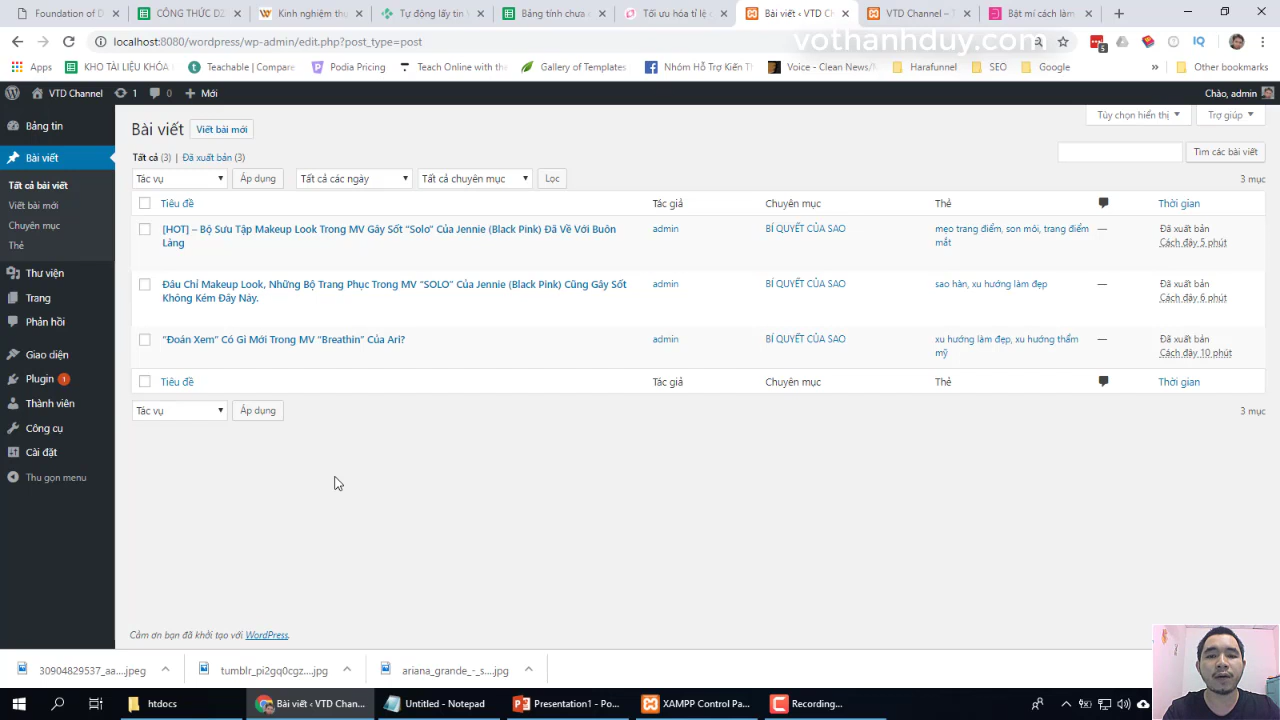 Foundation of D
CÔNG THỨC DZ
Kinh nghiệm thu
Tự động lấy tin V
Bảng tính chưa c
Tối ưu hóa tỉ lệ c
Bài viết ‹ VTD Ch
VTD Channel – T
Bật mí cách làm
localhost:8080/wordpress/wp-admin/edit.php?post_type=post
vothanhduy.com
5
IQ
Apps
KHO TÀI LIỆU KHÓA
Teachable | Compare
Podia Pricing
Teach Online with the
Gallery of Templates
Nhóm Hỗ Trợ Kiến Th
Voice - Clean News/M
Harafunnel
SEO
Google
»
Other bookmarks
VTD Channel
1
0
+ Mới
Chào, admin
Bảng tin
Bài viết
Tất cả bài viết
Viết bài mới
Chuyên mục
Thẻ
Thư viện
Trang
Phản hồi
Giao diện
Plugin 1
Thành viên
Công cụ
Cài đặt
Thu gọn menu
Bài viết
Viết bài mới
Tùy chọn hiển thị
Trợ giúp
Tất cả (3) | Đã xuất bản (3)
Tìm các bài viết
Tác vụ
Áp dụng
Tất cả các ngày
Tất cả chuyên mục
Lọc
3 mục
Tiêu đề
Tác giả
Chuyên mục
Thẻ
Thời gian
[HOT] – Bộ Sưu Tập Makeup Look Trong MV Gây Sốt “Solo” Của Jennie (Black Pink) Đã Về Với Buôn
Làng
admin
BÍ QUYẾT CỦA SAO
mẹo trang điểm, son môi, trang điểm
mắt
—
Đã xuất bản
Cách đây 5 phút
Đâu Chỉ Makeup Look, Những Bộ Trang Phục Trong MV “SOLO” Của Jennie (Black Pink) Cũng Gây Sốt
Không Kém Đây Này.
admin
BÍ QUYẾT CỦA SAO
sao hàn, xu hướng làm đẹp
—
Đã xuất bản
Cách đây 6 phút
“Đoán Xem” Có Gì Mới Trong MV “Breathin” Của Ari?
admin
BÍ QUYẾT CỦA SAO
xu hướng làm đẹp, xu hướng thẩm
mỹ
—
Đã xuất bản
Cách đây 10 phút
Tiêu đề
Tác giả
Chuyên mục
Thẻ
Thời gian
Tác vụ
Áp dụng
3 mục
Cảm ơn bạn đã khởi tạo với WordPress.
30904829537_aa....jpeg
tumblr_pi2gq0cgz....jpg
ariana_grande_-_s....jpg
htdocs
Bài viết ‹ VTD Chan...
Untitled - Notepad
Presentation1 - Po...
XAMPP Control Pa...
Recording...